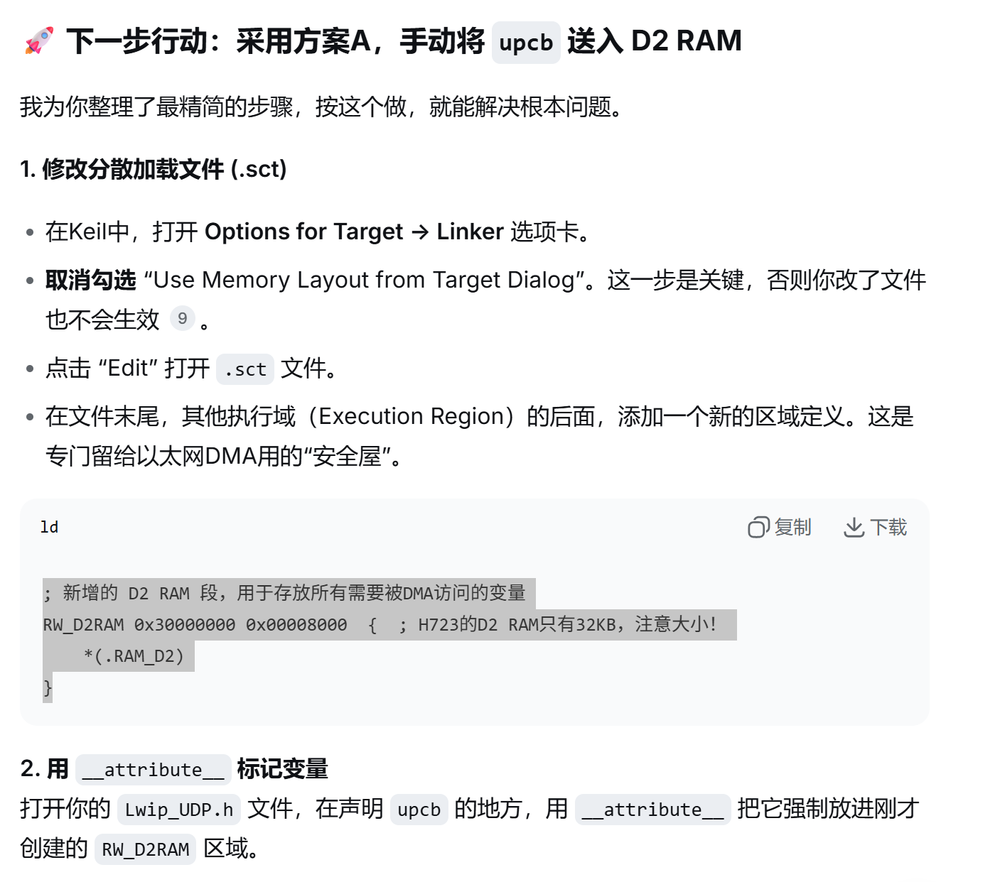 🚀 下一步行动：采用方案A，手动将 upcb 送入 D2 RAM
我为你整理了最精简的步骤，按这个做，就能解决根本问题。
1. 修改分散加载文件 (.sct)
• 在Keil中，打开 Options for Target → Linker 选项卡。
• 取消勾选 “Use Memory Layout from Target Dialog”。这一步是关键，否则你改了文件
也不会生效 9 。
• 点击 “Edit” 打开 .sct 文件。
• 在文件末尾，其他执行域（Execution Region）的后面，添加一个新的区域定义。这是
专门留给以太网DMA用的“安全屋”。
ld 复制 下载
; 新增的 D2 RAM 段，用于存放所有需要被DMA访问的变量
RW_D2RAM 0x30000000 0x00008000  {  ; H723的D2 RAM只有32KB，注意大小！
    *(.RAM_D2)
}
2. 用 __attribute__ 标记变量
打开你的 Lwip_UDP.h 文件，在声明 upcb 的地方，用 __attribute__ 把它强制放进刚才
创建的 RW_D2RAM 区域。